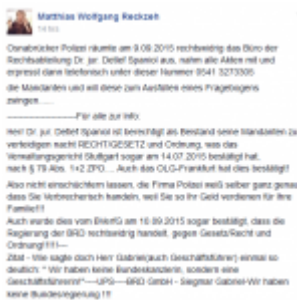 Matthias Wolfgang Reckzeh
Osnabrücker Polizei räumte am 9.09.2015 rechtswidrig das Büro der
Rechtsabteilung Dr. jur. Detlef Spaniol aus, nahm alle Akten mit und
erpresst dann telefonisch unter dieser Nummer 0541 3273305
die Mandanten und will diese zum Ausfüllen eines Fragebogens
zwingen......
-----------------------Für alle zur Info:
Herr Dr. jur. Detlef Spaniol ist berechtigt als Beistand seine Mandanten zu
verteidigen nach RECHT/GESETZ und Ordnung, was das
Verwaltungsgericht Stuttgart sogar am 14.07.2015 bestätigt hat,
nach § 79 Abs. 1+2 ZPO.... Auch das OLG-Frankfurt hat dies bestätigt!!
Also nicht einschüchtern lassen, die Firma Polizei weiß selber ganz genau
dass Sie Verbrecherisch handeln, weil Sie so ihr Geld verdienen für ihre
Familie!!!
Auch wurde dies vom BVerfG am 10.09.2015 sogar bestätigt, dass die
Regierung der BRD rechtswidrig handelt, gegen Gesetz/Recht und
Ordnung!!!!!---
Zitat - Wie sagte doch Herr Gabriel(auch Geschäftsführer) einmal so
deutlich: " Wir haben keine Bundeskanzlerin, sondern eine
Geschäftsführerin!"----UPS----BRD GmbH - Siegmar Gabriel-Wir haben
keine Bundesregierung !!!